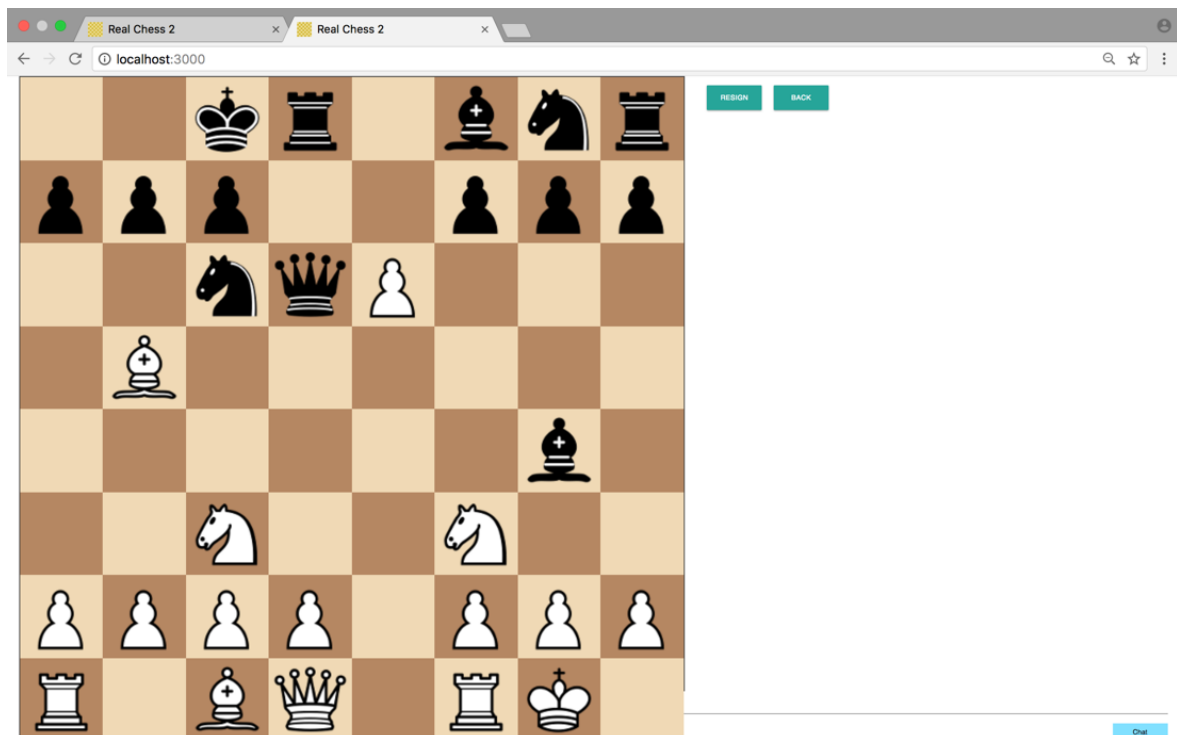 Real Chess 2
Real Chess 2
localhost:3000
RESIGN
BACK
Chat